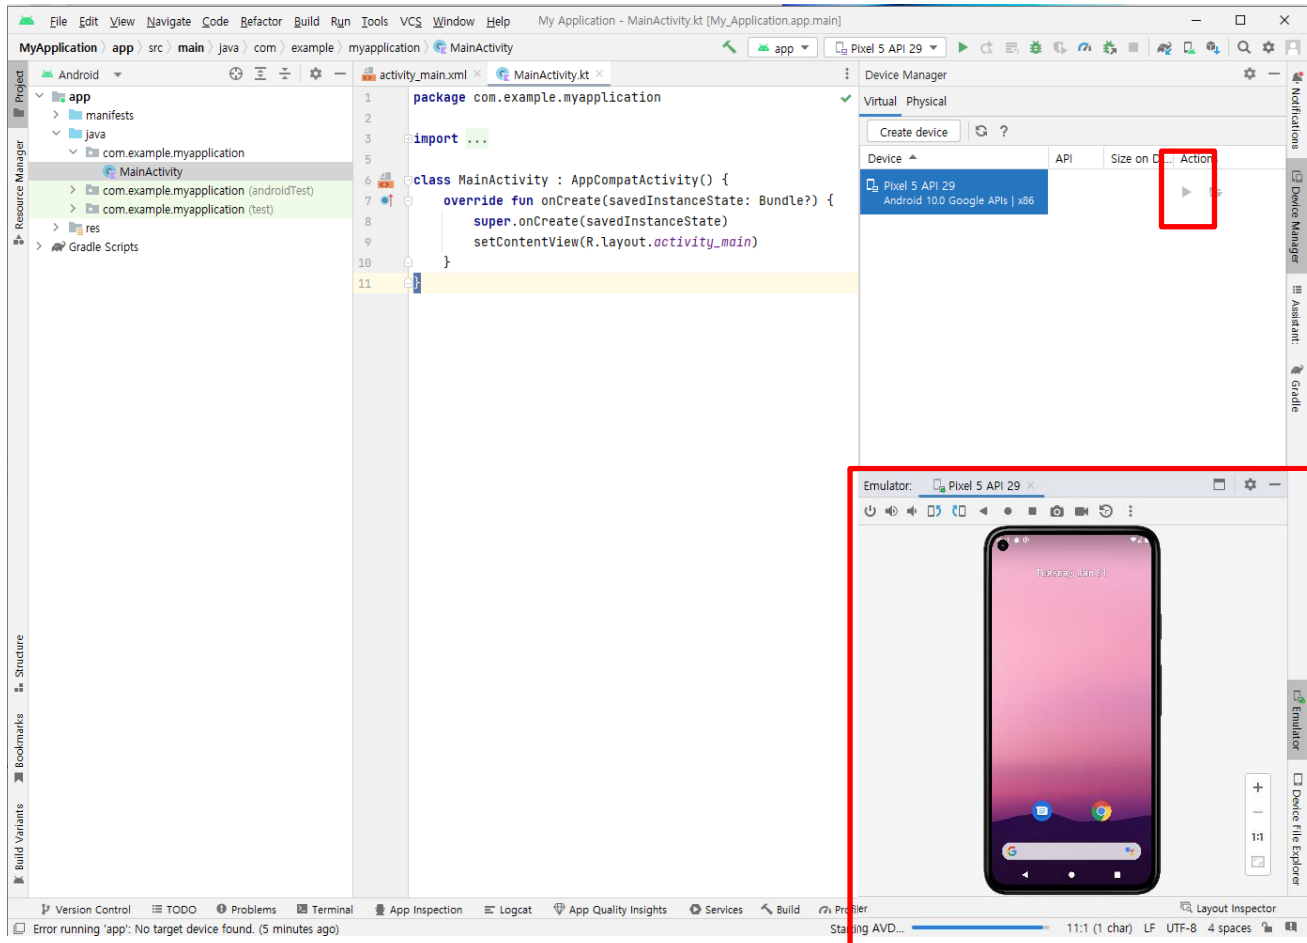 File Edit View Navigate Code Refactor Build Run Tools VCS Window Help My Application - MainActivity.kt [My_Application.app.main]
MyApplication app src main java com example myapplication MainActivity
app Pixel 5 API 29
Project
Android
activity_main.xml
MainActivity.kt
Device Manager
Notifications
app
manifests
java
com.example.myapplication
MainActivity
com.example.myapplication (androidTest)
com.example.myapplication (test)
res
Gradle Scripts
Resource Manager
1 package com.example.myapplication
2
3 import ...
5
6 class MainActivity : AppCompatActivity() {
7 override fun onCreate(savedInstanceState: Bundle?) {
8 super.onCreate(savedInstanceState)
9 setContentView(R.layout.activity_main)
10 }
11 }
Virtual Physical
Create device ?
Device API Size on D... Actions
Pixel 5 API 29
Android 10.0 Google APIs | x86
Device Manager
Assistant:
Gradle
Emulator: Pixel 5 API 29
Tuesday, Jan 21
G
+
1:1
Emulator
Device File Explorer
Structure
Bookmarks
Build Variants
Version Control TODO Problems Terminal App Inspection Logcat App Quality Insights Services Build Profiler Layout Inspector
Error running 'app': No target device found. (5 minutes ago) Starting AVD... 11:1 (1 char) LF UTF-8 4 spaces